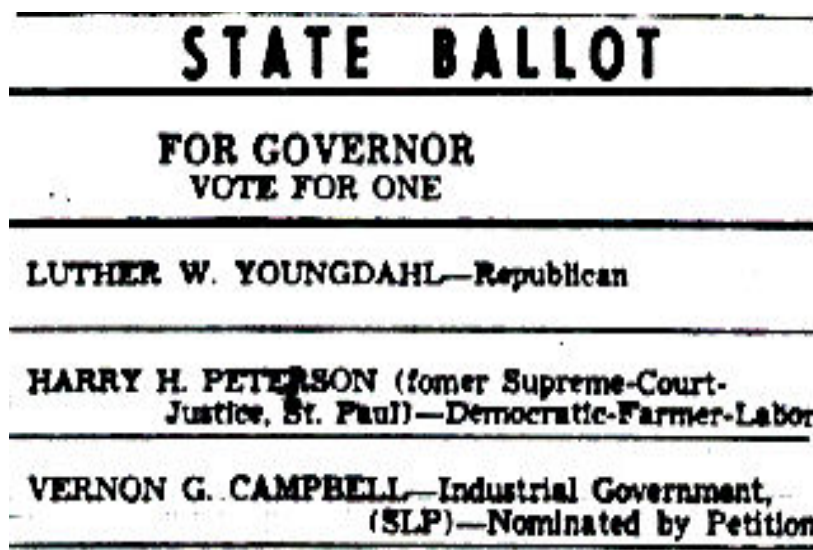 STATE BALLOT
FOR GOVERNOR
VOTE FOR ONE
LUTHER W. YOUNGDAHL—Republican
HARRY H. PETERSON (fomer Supreme-Court-
Justice, St. Paul)—Democratic-Farmer-Labor
VERNON G. CAMPBELL—Industrial Government,
(SLP)—Nominated by Petition